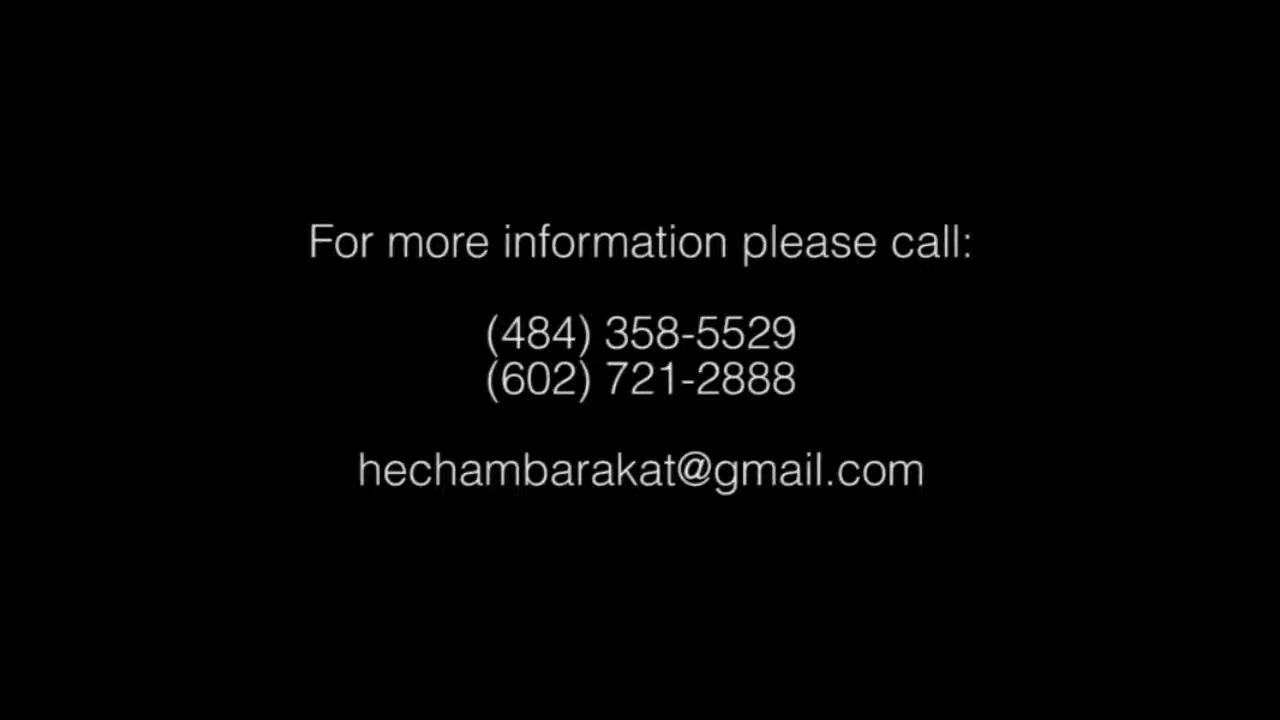 For more information please call:
(484) 358-5529
(602) 721-2888
hechambarakat@gmail.com